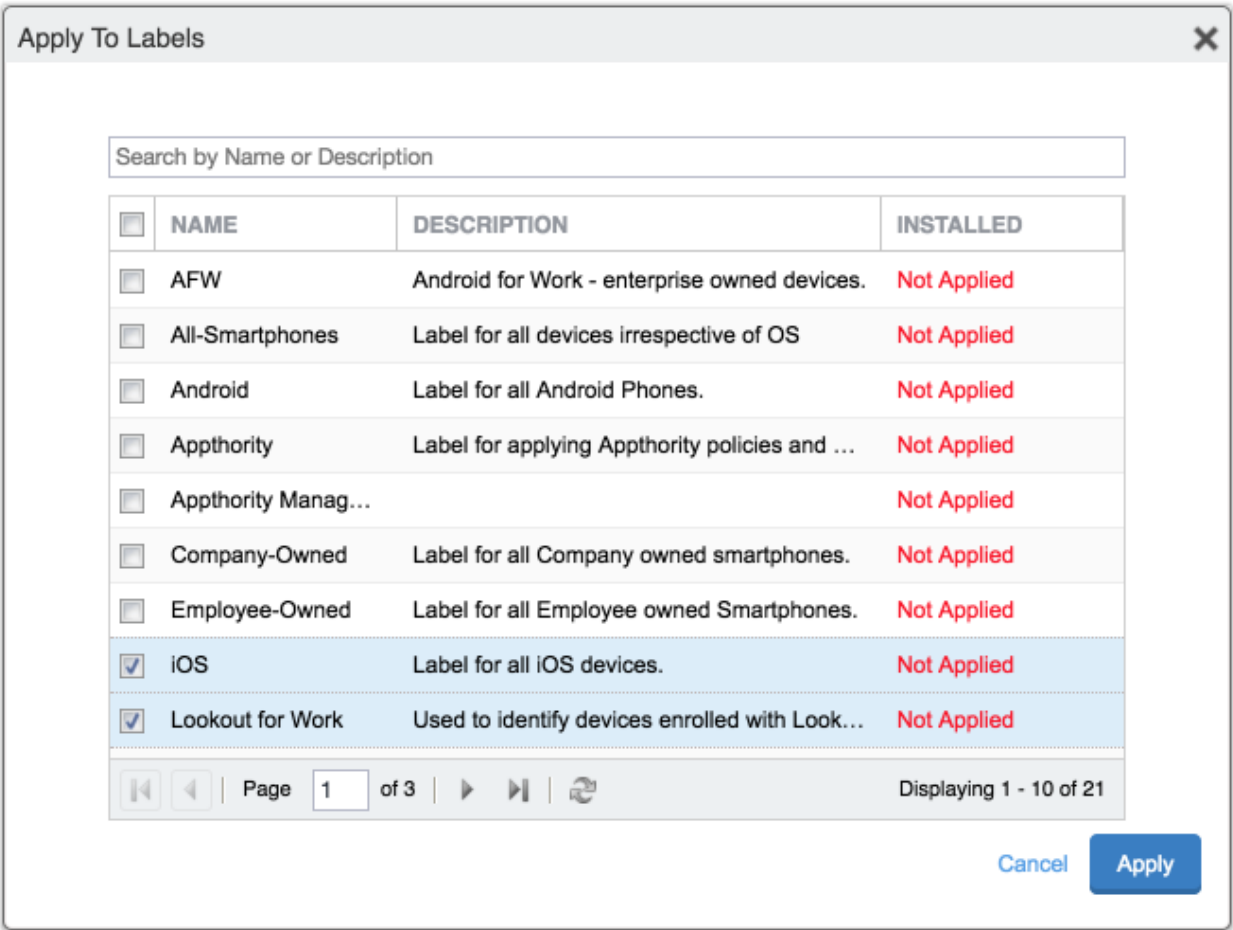 Apply To Labels
Search by Name or Description
NAME DESCRIPTION INSTALLED
AFW Android for Work - enterprise owned devices. Not Applied
All-Smartphones Label for all devices irrespective of OS Not Applied
Android Label for all Android Phones. Not Applied
Appthority Label for applying Appthority policies and ... Not Applied
Appthority Manag... Not Applied
Company-Owned Label for all Company owned smartphones. Not Applied
Employee-Owned Label for all Employee owned Smartphones. Not Applied
iOS Label for all iOS devices. Not Applied
Lookout for Work Used to identify devices enrolled with Look... Not Applied
Page 1 of 3 Displaying 1 - 10 of 21
Cancel Apply